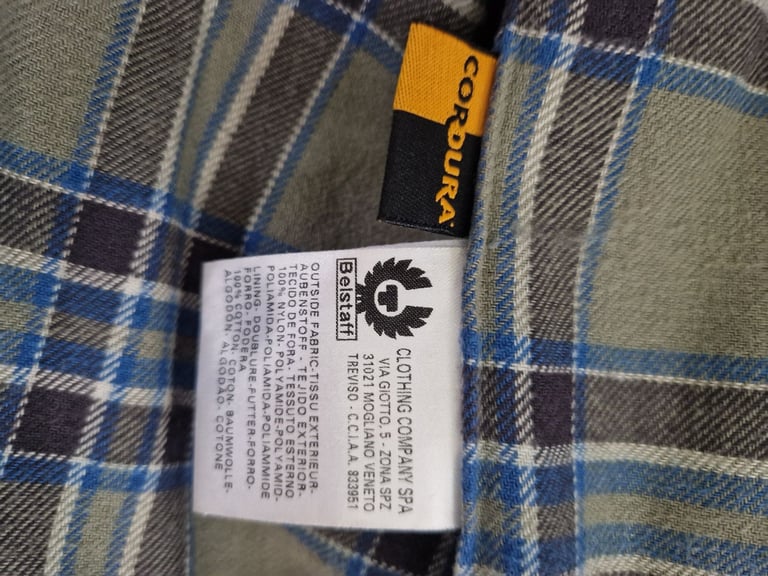 CORDURA
Belstaff
CLOTHING COMPANY SPA
VIA GIOTTO, 5 - ZONA SPZ
31021 MOGLIANO VENETO
TREVISO - C.C.I.A.A. 933951
OUTSIDE FABRIC-TISSU EXTERIEUR-
AUBENSTOFF - TEJIDO EXTERIOR-
TECIDO DE FORA- TESSUTO ESTERNO
100% NYLON - POLYAMIDE-POLYAMID-
POLIAMIDA-POLIAMIDA-POLIAMMIDE
LINING- DOUBLURE-FUTTER-FORRO-
FORRO- FODERA
100% COTTON- COTON- BAUMWOLLE-
ALGODON- ALGODAO- COTONE